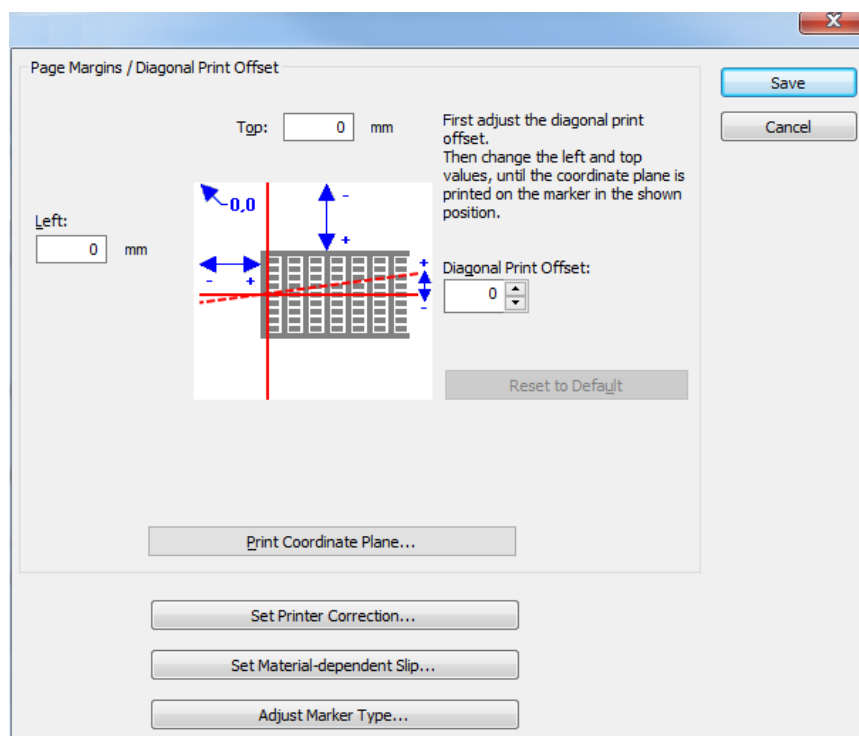 Page Margins / Diagonal Print Offset
Save
Cancel
Top: 0 mm
First adjust the diagonal print
offset.
Then change the left and top
values, until the coordinate plane is
printed on the marker in the shown
position.
Left:
0 mm
-0,0
-
+
- +
+
-
Diagonal Print Offset:
0
Reset to Default
Print Coordinate Plane...
Set Printer Correction...
Set Material-dependent Slip...
Adjust Marker Type...